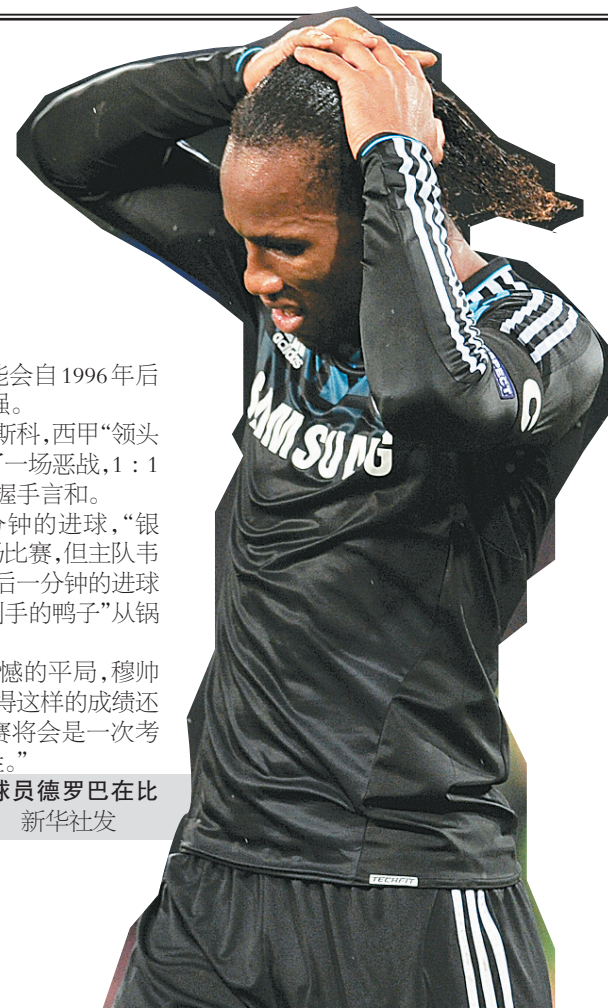 能会自1996年后
强。
斯科,西甲“领头
了一场恶战,1:1
握手言和。
分钟的进球,“银
场比赛,但主队韦
后一分钟的进球
到手的鸭子”从锅
憾的平局,穆帅
得这样的成绩还
赛将会是一次考
。”
球员德罗巴在比
新华社发
adidas
SAMSUNG
TECHFIT